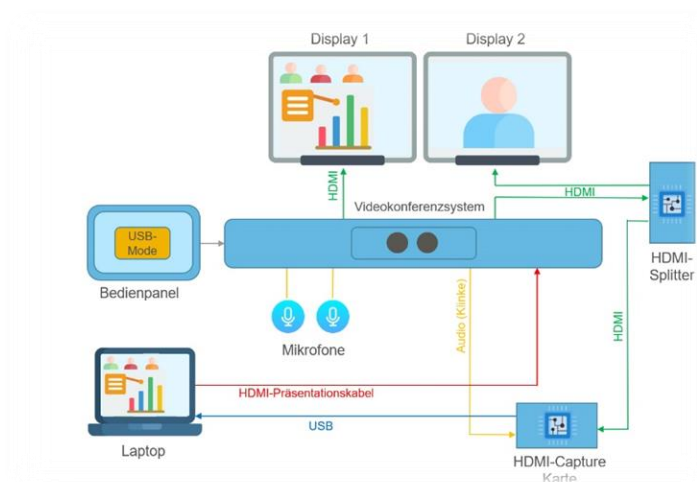 Display 1
Display 2
HDMI
HDMI
Videokonferenzsystem
USB-
Mode
HDMI-
Splitter
Bedienpanel
Audio (Klinke)
HDMI
Mikrofone
HDMI-Präsentationskabel
USB
Laptop
HDMI-Capture
Karte